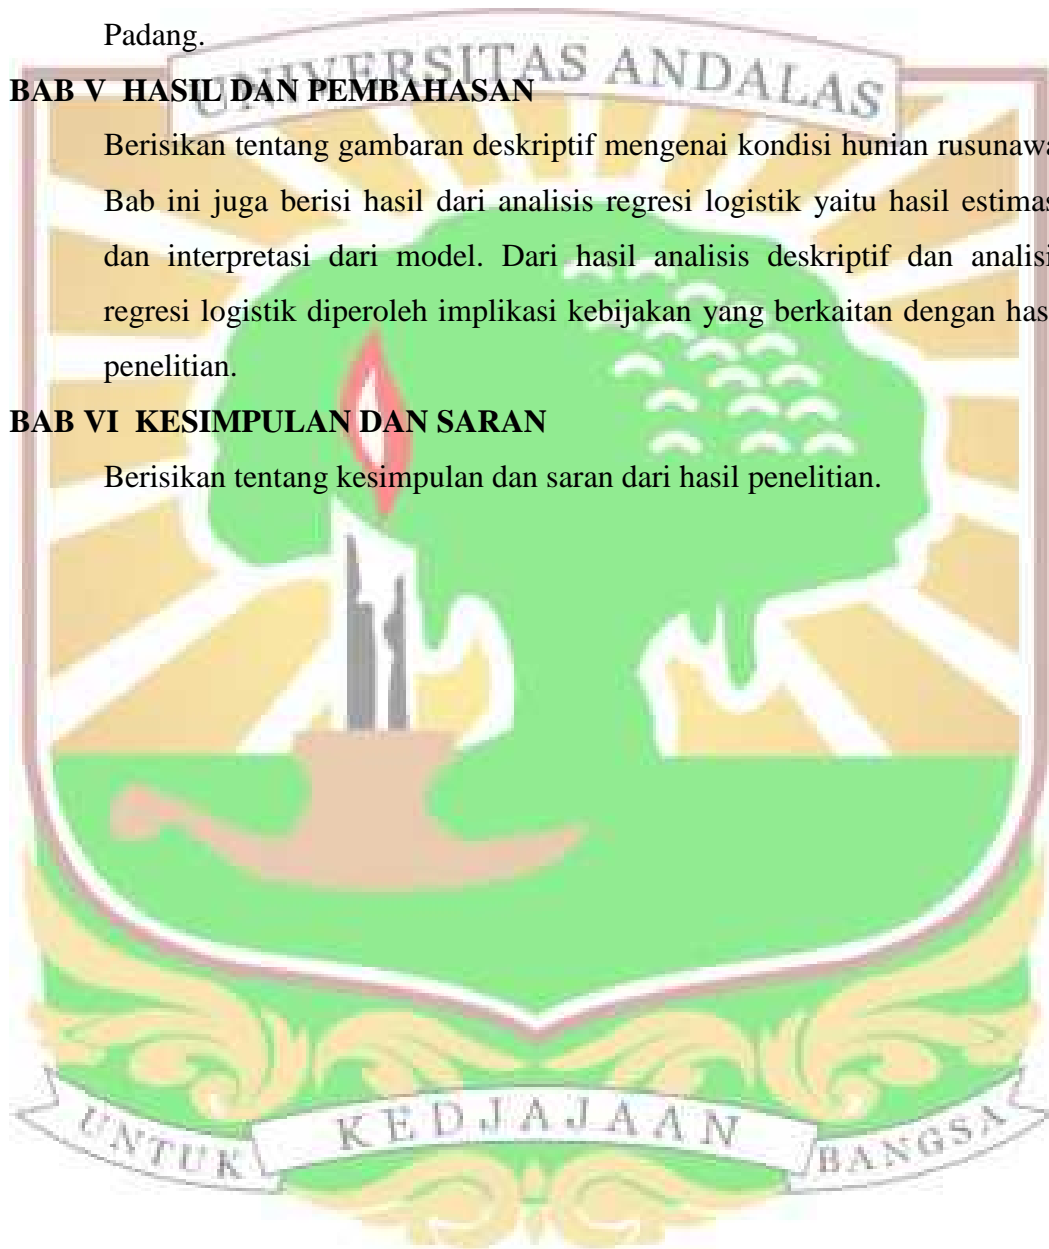 Padang.
UNIVERSITAS ANDALAS
BAB V HASIL DAN PEMBAHASAN
Berisikan tentang gambaran deskriptif mengenai kondisi hunian rusunawa
Bab ini juga berisi hasil dari analisis regresi logistik yaitu hasil estimas
dan interpretasi dari model. Dari hasil analisis deskriptif dan analisi
regresi logistik diperoleh implikasi kebijakan yang berkaitan dengan has
penelitian.
BAB VI KESIMPULAN DAN SARAN
Berisikan tentang kesimpulan dan saran dari hasil penelitian.
UNTUK KEDJAJAAN BANGSA